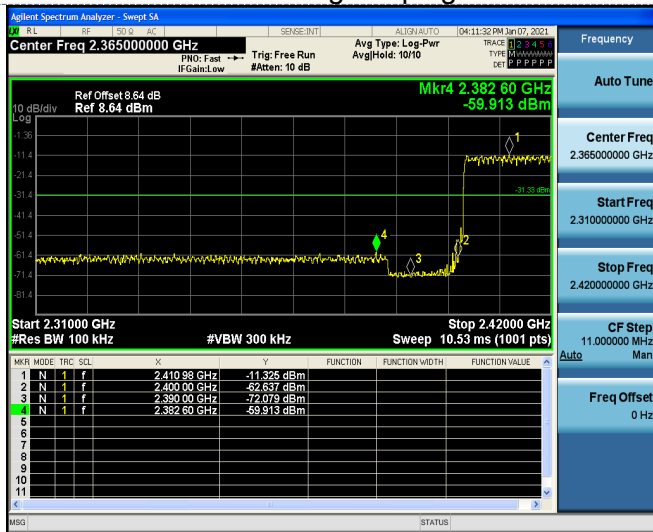 Agilent Spectrum Analyzer - Swept SA
RL RF 50 Ω AC SENSE:INT ALIGNAUTO 04:11:32 PM Jan 07, 2021
Center Freq 2.365000000 GHz
PNO: Fast
IFGain:Low
Trig: Free Run
#Atten: 10 dB
Avg Type: Log-Pwr
Avg|Hold: 10/10
TRACE 1 2 3 4 5 6
TYPE M W W W W W
DET P P P P P P
Ref Offset 8.64 dB
Ref 8.64 dBm
10 dB/div
Log
Mkr4 2.382 60 GHz
-59.913 dBm
-1.36
-11.4
-21.4
-31.4
-41.4
-51.4
-61.4
-71.4
-81.4
1
-31.33 dBm
4
2
3
Start 2.31000 GHz
Stop 2.42000 GHz
#Res BW 100 kHz
#VBW 300 kHz
Sweep 10.53 ms (1001 pts)
MKR MODE TRC SCL X Y FUNCTION FUNCTION WIDTH FUNCTION VALUE
1 N 1 f 2.410 98 GHz -11.325 dBm
2 N 1 f 2.400 00 GHz -62.637 dBm
3 N 1 f 2.390 00 GHz -72.079 dBm
4 N 1 f 2.382 60 GHz -59.913 dBm
5
6
7
8
9
10
11
MSG
STATUS
Frequency
Auto Tune
Center Freq
2.365000000 GHz
Start Freq
2.310000000 GHz
Stop Freq
2.420000000 GHz
CF Step
11.000000 MHz
Auto Man
Freq Offset
0 Hz